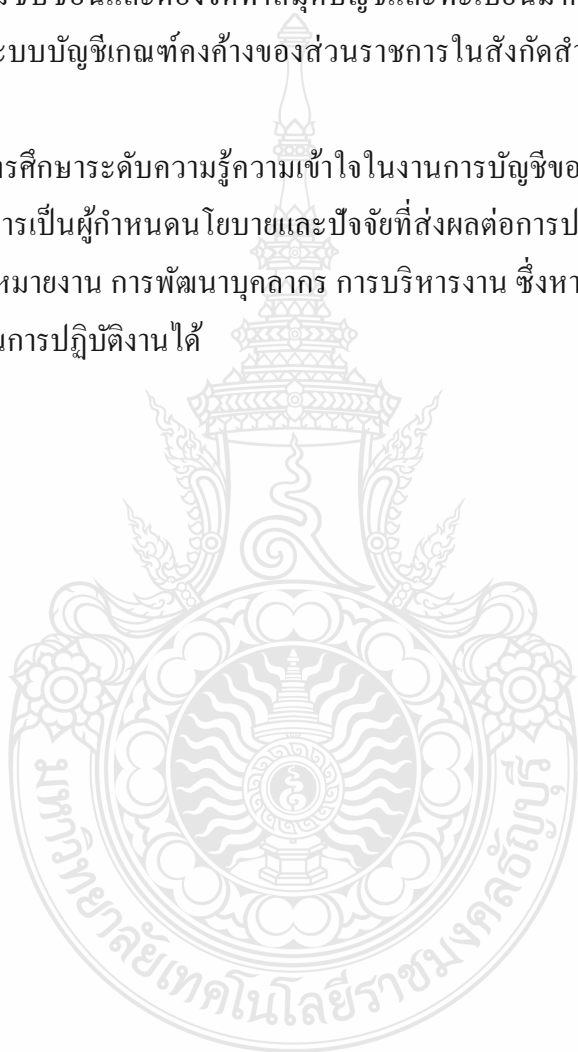 ระบบบัญชีเกณฑ์คงค้างของส่วนราชการในสังกัดสำ
การศึกษาระดับความรู้ความเข้าใจในงานการบัญชีขอ
การเป็นผู้กำหนดนโยบายและปัจจัยที่ส่งผลต่อการป
หมายงาน การพัฒนาบุคลากร การบริหารงาน ซึ่งหา
นการปฏิบัติงานได้
มหาวิทยาลัยเทคโนโลยีราชมงคลธัญบุรี